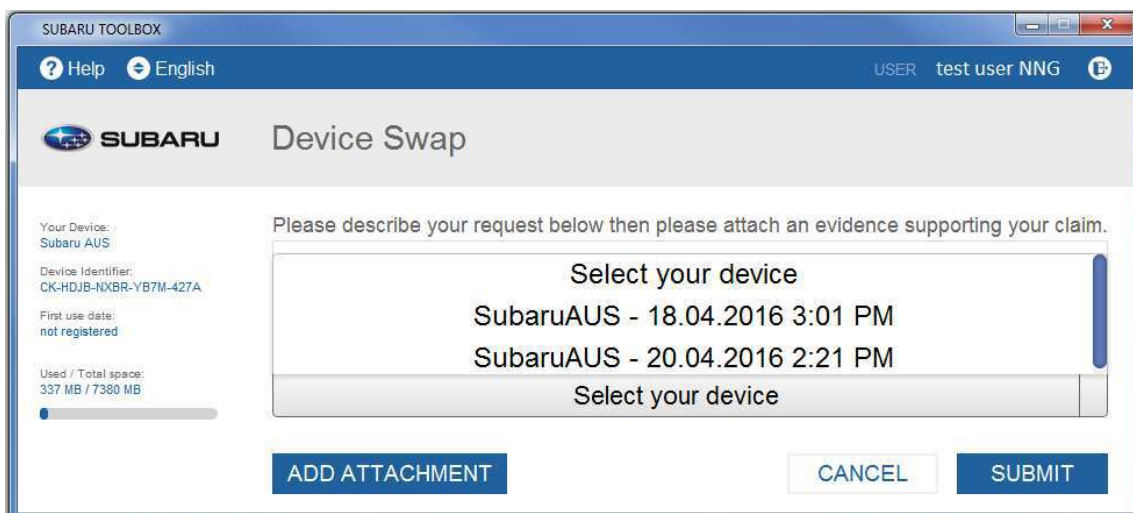 SUBARU TOOLBOX
? Help English USER test user NNG
SUBARU Device Swap
Please describe your request below then please attach an evidence supporting your claim.
Your Device:
Subaru AUS
Device Identifier:
CK-HDJB-NXBR-YB7M-427A
First use date:
not registered
Used / Total space:
337 MB / 7380 MB
Select your device
SubaruAUS - 18.04.2016 3:01 PM
SubaruAUS - 20.04.2016 2:21 PM
Select your device
ADD ATTACHMENT CANCEL SUBMIT